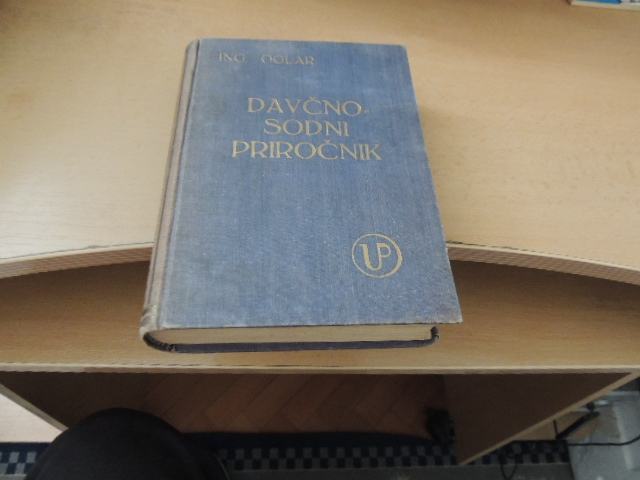 ING. OGLAR
DAVČNO-
SODNI
PRIROČNIK
UP